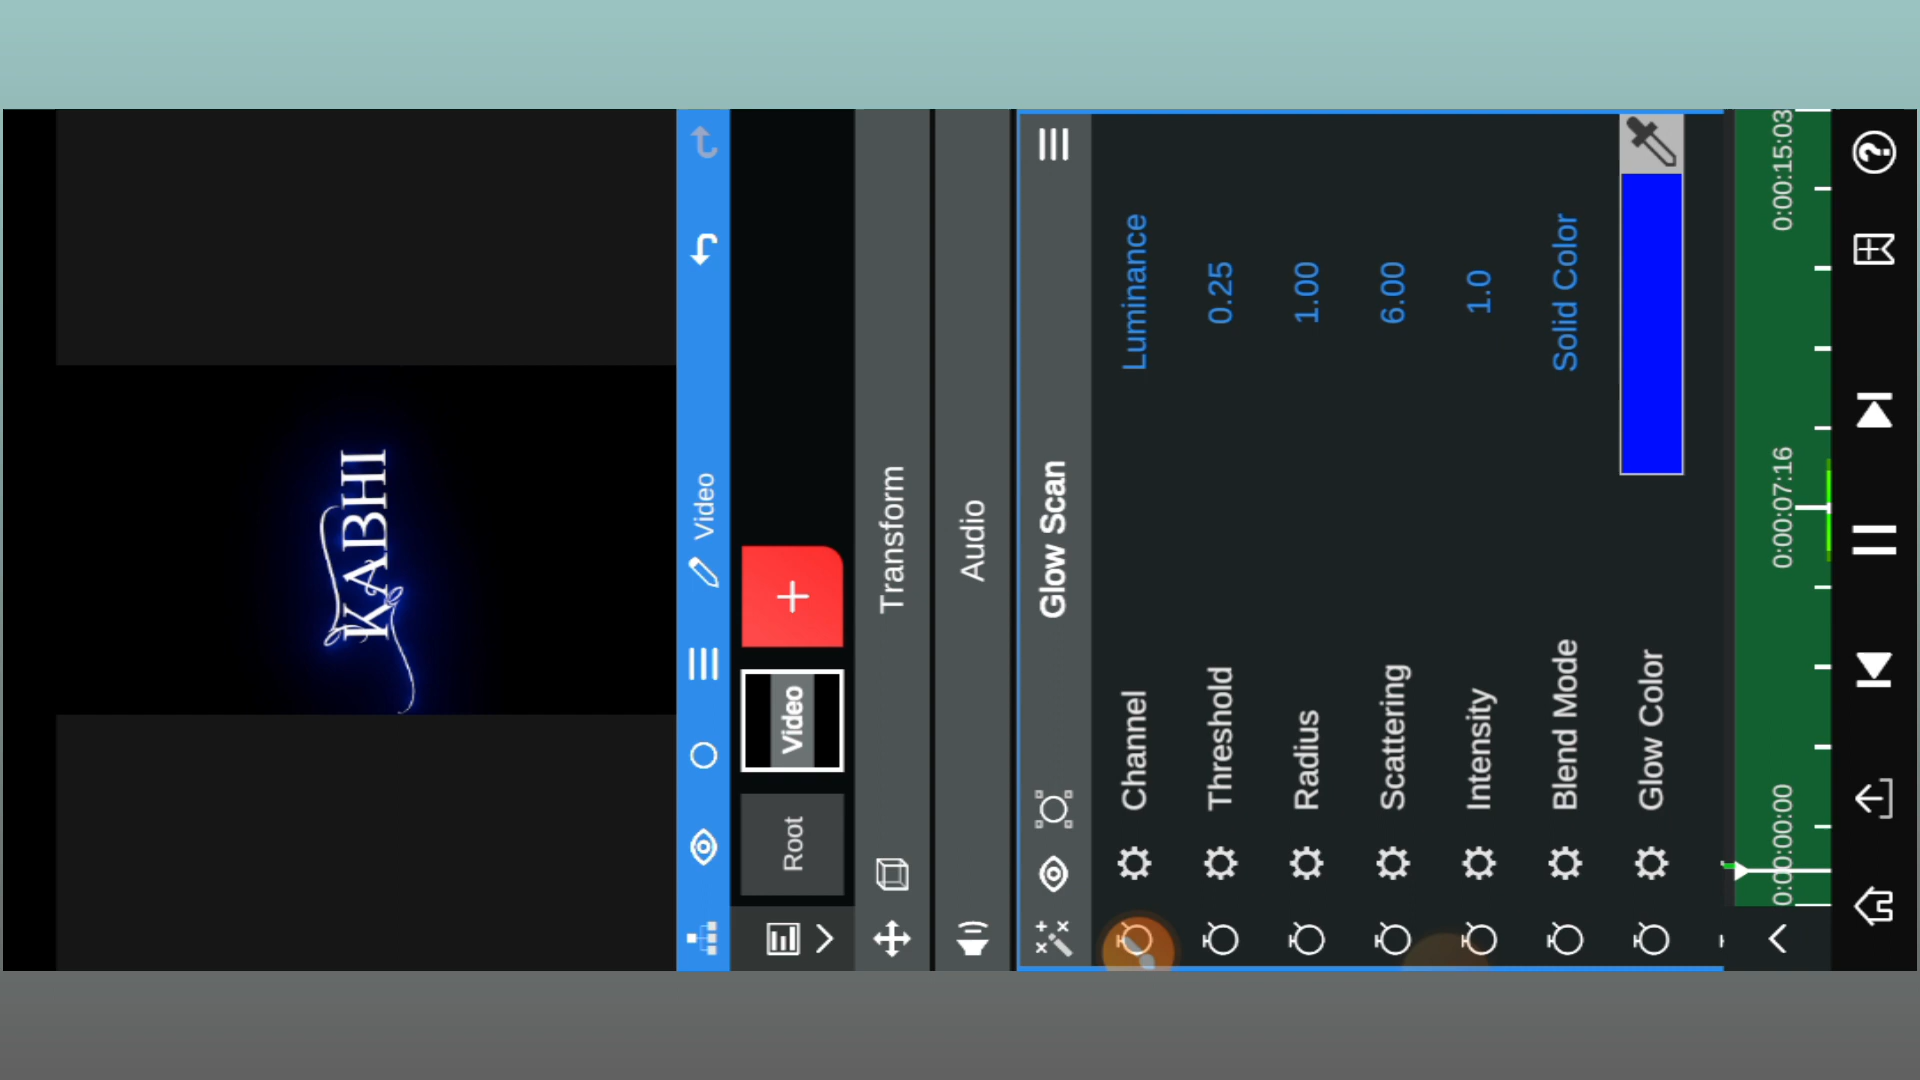 KABHI
Video
Root
Video
Transform
Audio
Glow Scan
Channel Luminance
Threshold 0.25
Radius 1.00
Scattering 6.00
Intensity 1.0
Blend Mode Solid Color
Glow Color
0:00:00:00 0:00:07:16 0:00:15:03